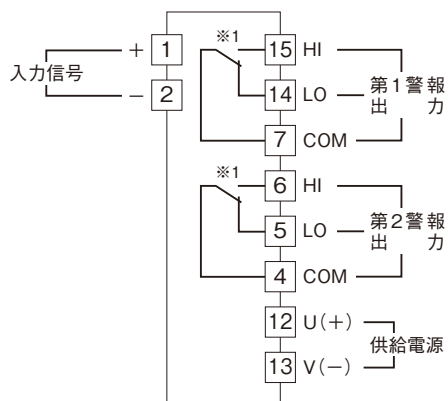 入力信号
+ 1
− 2
※1
15 HI
14 LO
7 COM
第1警報
出力
※1
6 HI
5 LO
4 COM
第2警報
出力
12 U(+)
13 V(−)
供給電源